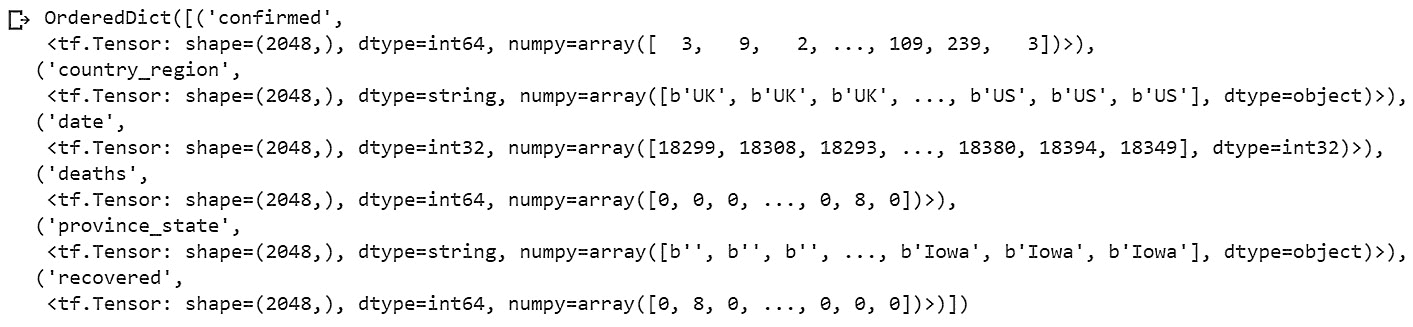 OrderedDict([('confirmed',
<tf.Tensor: shape=(2048,), dtype=int64, numpy=array([  3,   9,   2, ..., 109, 239,   3])>),
('country_region',
<tf.Tensor: shape=(2048,), dtype=string, numpy=array([b'UK', b'UK', b'UK', ..., b'US', b'US', b'US'], dtype=object)>),
('date',
<tf.Tensor: shape=(2048,), dtype=int32, numpy=array([18299, 18308, 18293, ..., 18380, 18394, 18349], dtype=int32)>),
('deaths',
<tf.Tensor: shape=(2048,), dtype=int64, numpy=array([0, 0, 0, ..., 0, 8, 0])>),
('province_state',
<tf.Tensor: shape=(2048,), dtype=string, numpy=array([b'', b'', b'', ..., b'Iowa', b'Iowa', b'Iowa'], dtype=object)>),
('recovered',
<tf.Tensor: shape=(2048,), dtype=int64, numpy=array([0, 8, 0, ..., 0, 0, 0])>)])